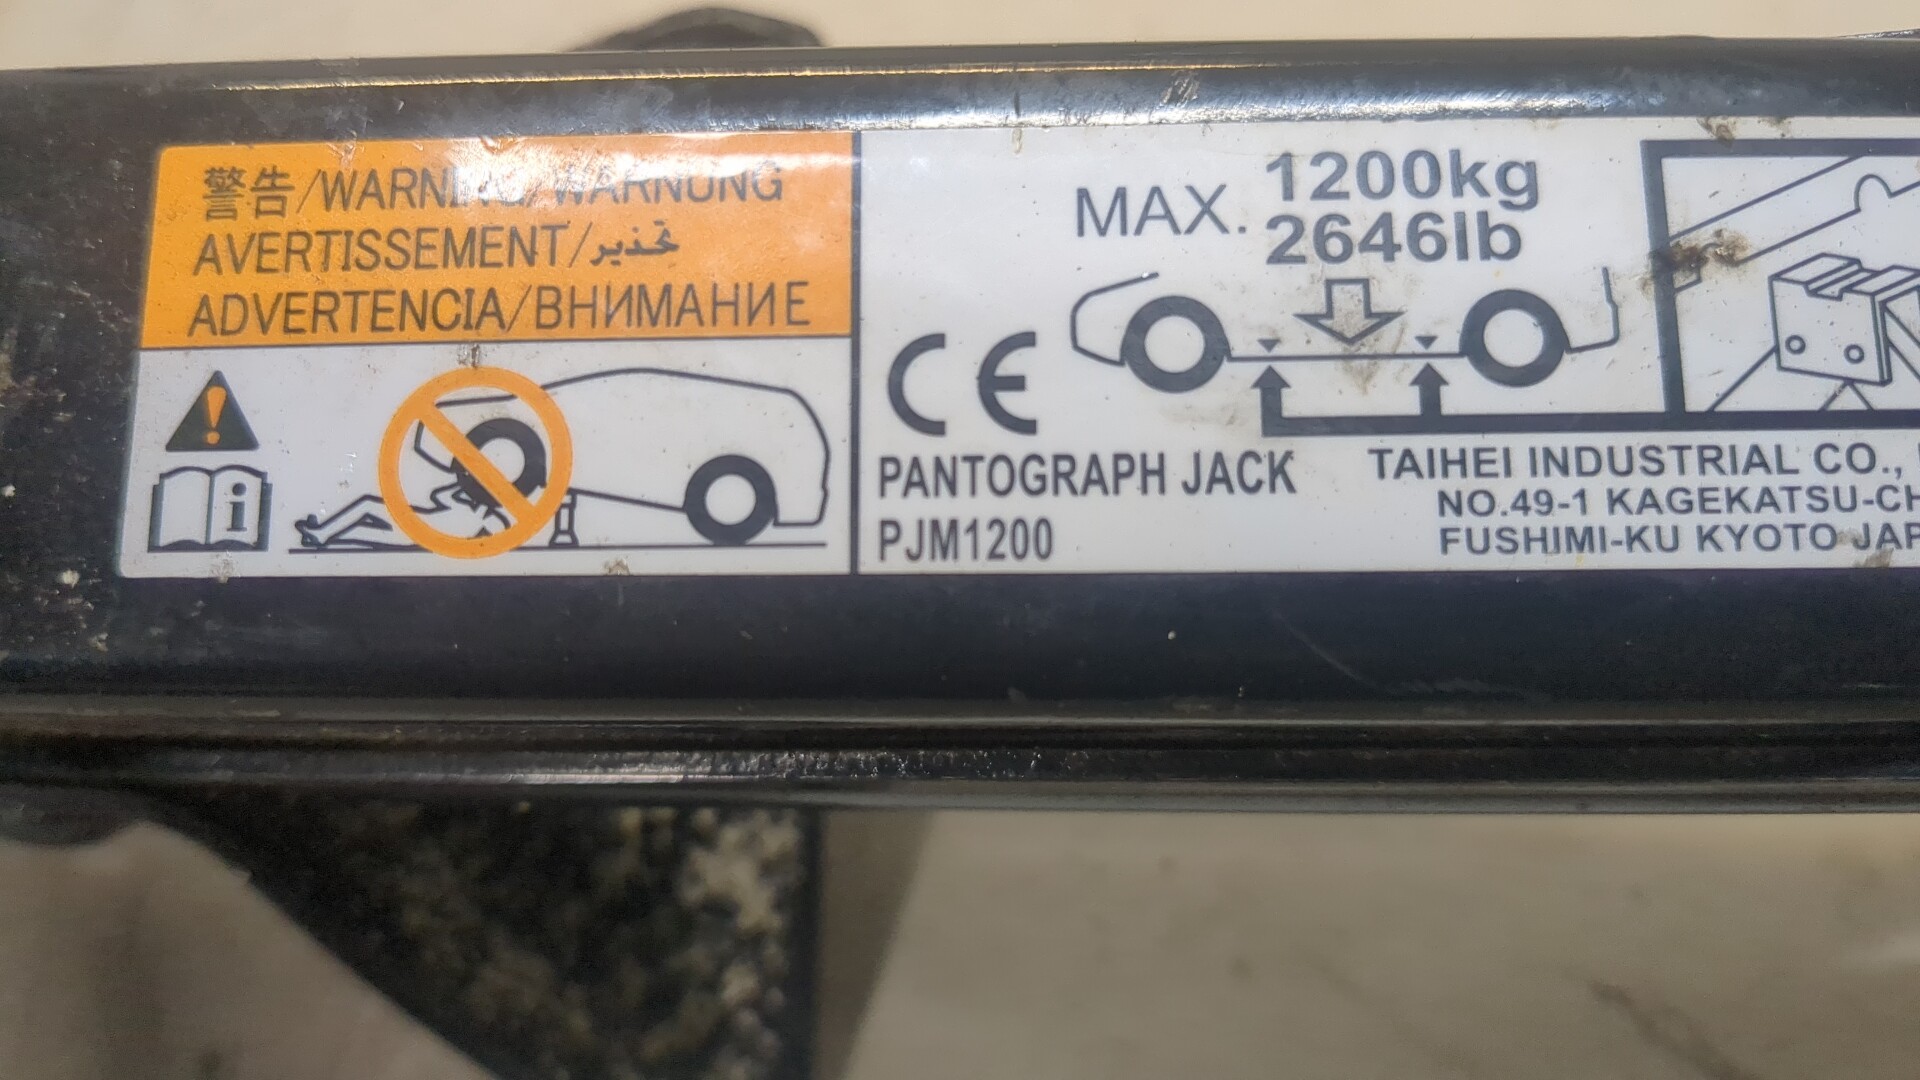 警告/WARNING/WARNUNG
AVERTISSEMENT/تحذير
ADVERTENCIA/ВНИМАНИЕ
MAX. 1200kg
2646lb
CE
PANTOGRAPH JACK
PJM1200
TAIHEI INDUSTRIAL CO.,
NO.49-1 KAGEKATSU-CH
FUSHIMI-KU KYOTO JAP